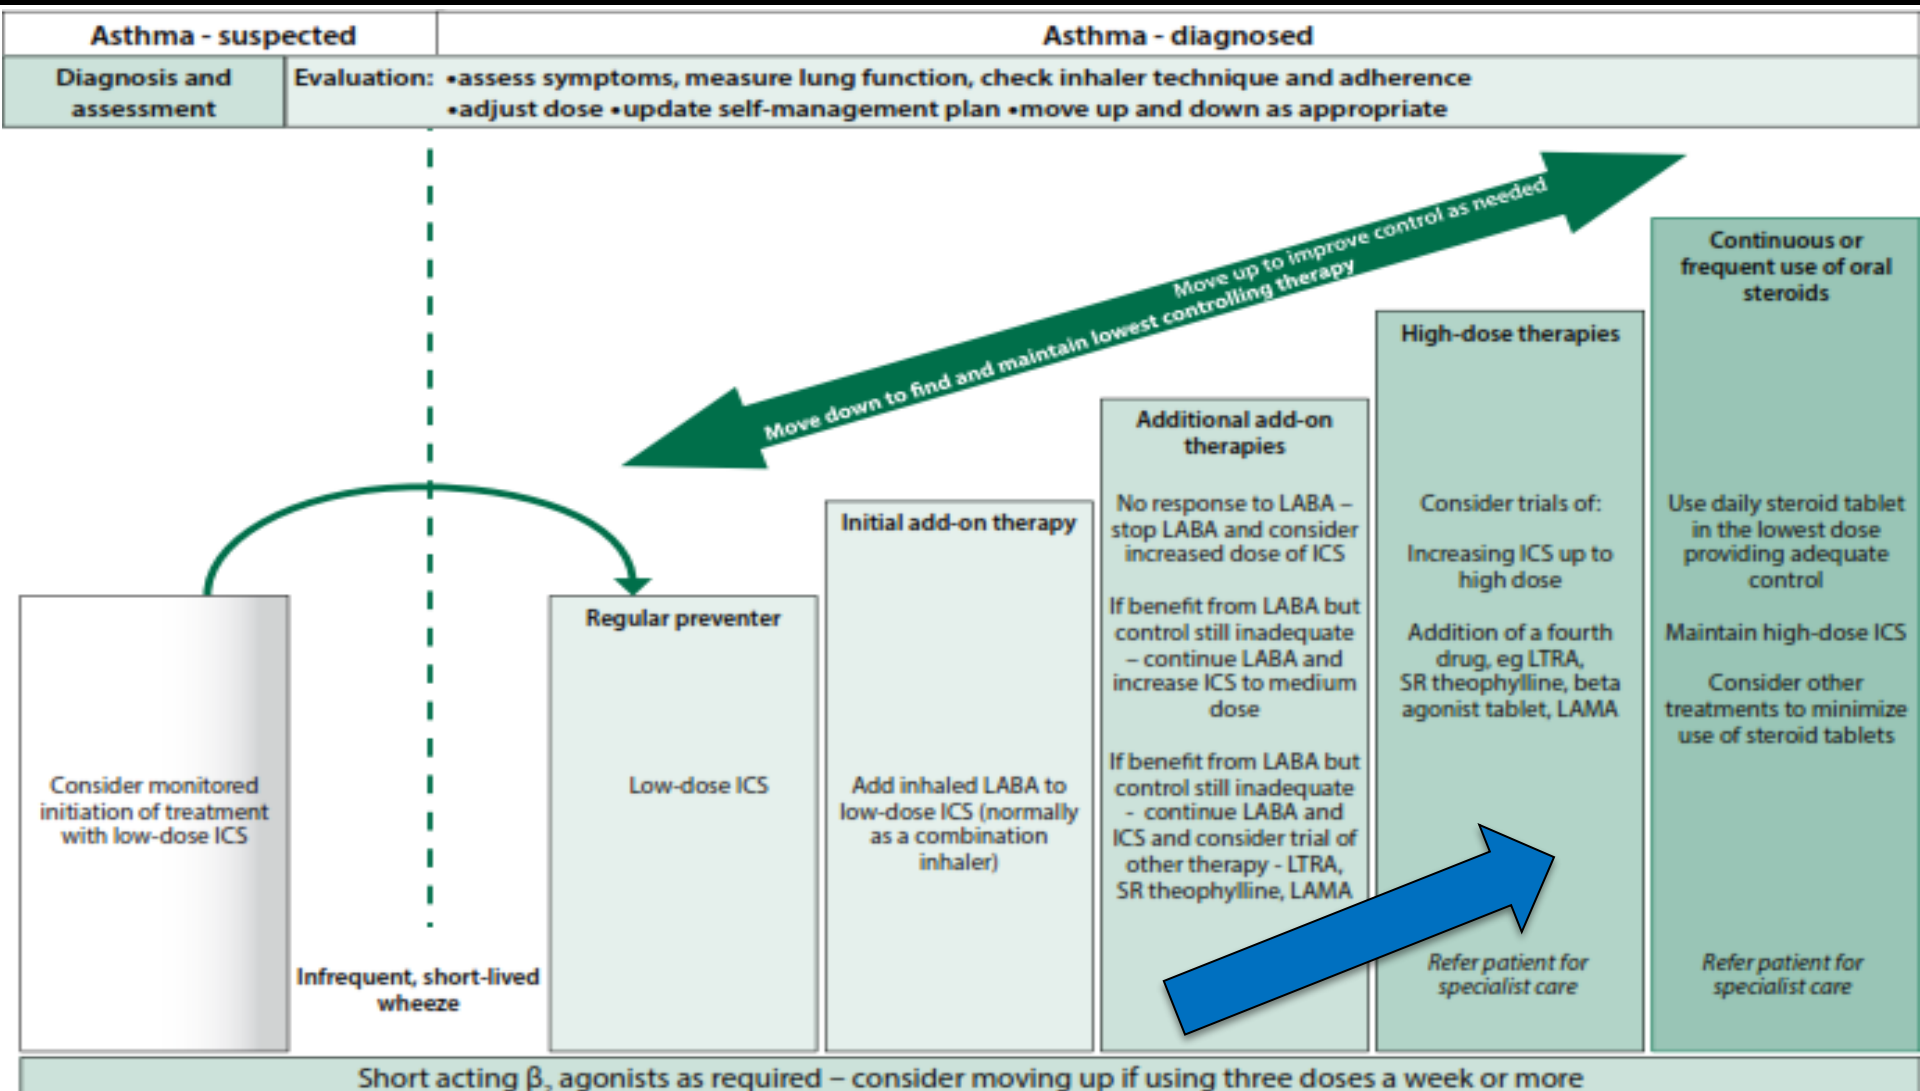 Asthma - suspected
Asthma - diagnosed
Diagnosis and
assessment
Evaluation: •assess symptoms, measure lung function, check inhaler technique and adherence
•adjust dose •update self-management plan •move up and down as appropriate
Move up to improve control as needed
Move down to find and maintain lowest controlling therapy
Consider monitored
initiation of treatment
with low-dose ICS
Infrequent, short-lived
wheeze
Regular preventer
Low-dose ICS
Initial add-on therapy
Add inhaled LABA to
low-dose ICS (normally
as a combination
inhaler)
Additional add-on
therapies
No response to LABA –
stop LABA and consider
increased dose of ICS
If benefit from LABA but
control still inadequate
– continue LABA and
increase ICS to medium
dose
If benefit from LABA but
control still inadequate
- continue LABA and
ICS and consider trial of
other therapy - LTRA,
SR theophylline, LAMA
High-dose therapies
Consider trials of:
Increasing ICS up to
high dose
Addition of a fourth
drug, eg LTRA,
SR theophylline, beta
agonist tablet, LAMA
Refer patient for
specialist care
Continuous or
frequent use of oral
steroids
Use daily steroid tablet
in the lowest dose
providing adequate
control
Maintain high-dose ICS
Consider other
treatments to minimize
use of steroid tablets
Refer patient for
specialist care
Short acting β₂ agonists as required – consider moving up if using three doses a week or more